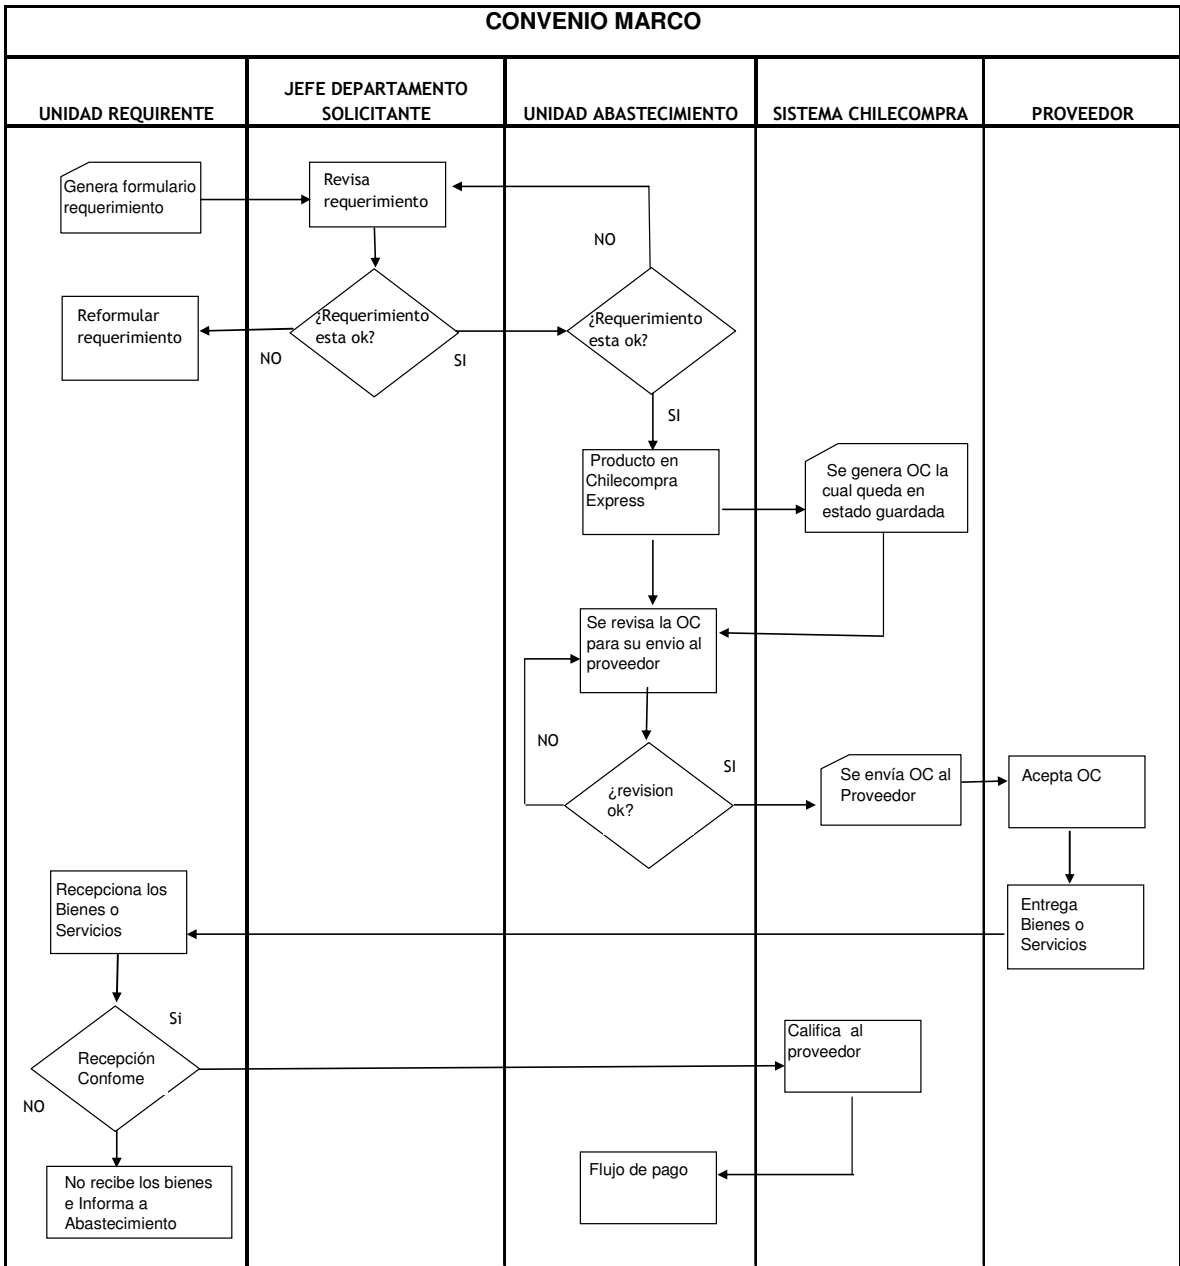 CONVENIO MARCO
UNIDAD REQUIRENTE
JEFE DEPARTAMENTO
SOLICITANTE
UNIDAD ABASTECIMIENTO
SISTEMA CHILECOMPRA
PROVEEDOR
Genera formulario
requerimiento
Revisa
requerimiento
NO
Reformular
requerimiento
NO
¿Requerimiento
esta ok?
SI
¿Requerimiento
esta ok?
SI
Producto en
Chilecompra
Express
Se genera OC la
cual queda en
estado guardada
Se revisa la OC
para su envio al
proveedor
NO
¿revision
ok?
SI
Se envía OC al
Proveedor
Acepta OC
Entrega
Bienes o
Servicios
Recepciona los
Bienes o
Servicios
Si
Recepción
Confome
NO
Califica al
proveedor
Flujo de pago
No recibe los bienes
e Informa a
Abastecimiento